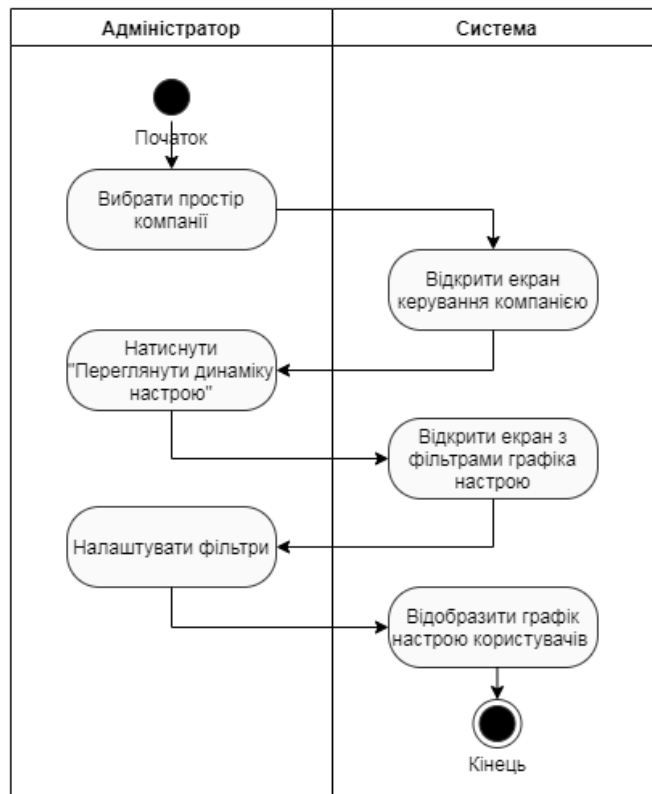 Адміністратор
Система
Початок
Вибрати простір
компанії
Відкрити екран
керування компанією
Натиснути
"Переглянути динаміку
настрою"
Відкрити екран з
фільтрами графіка
настрою
Налаштувати фільтри
Відобразити графік
настрою користувачів
Кінець